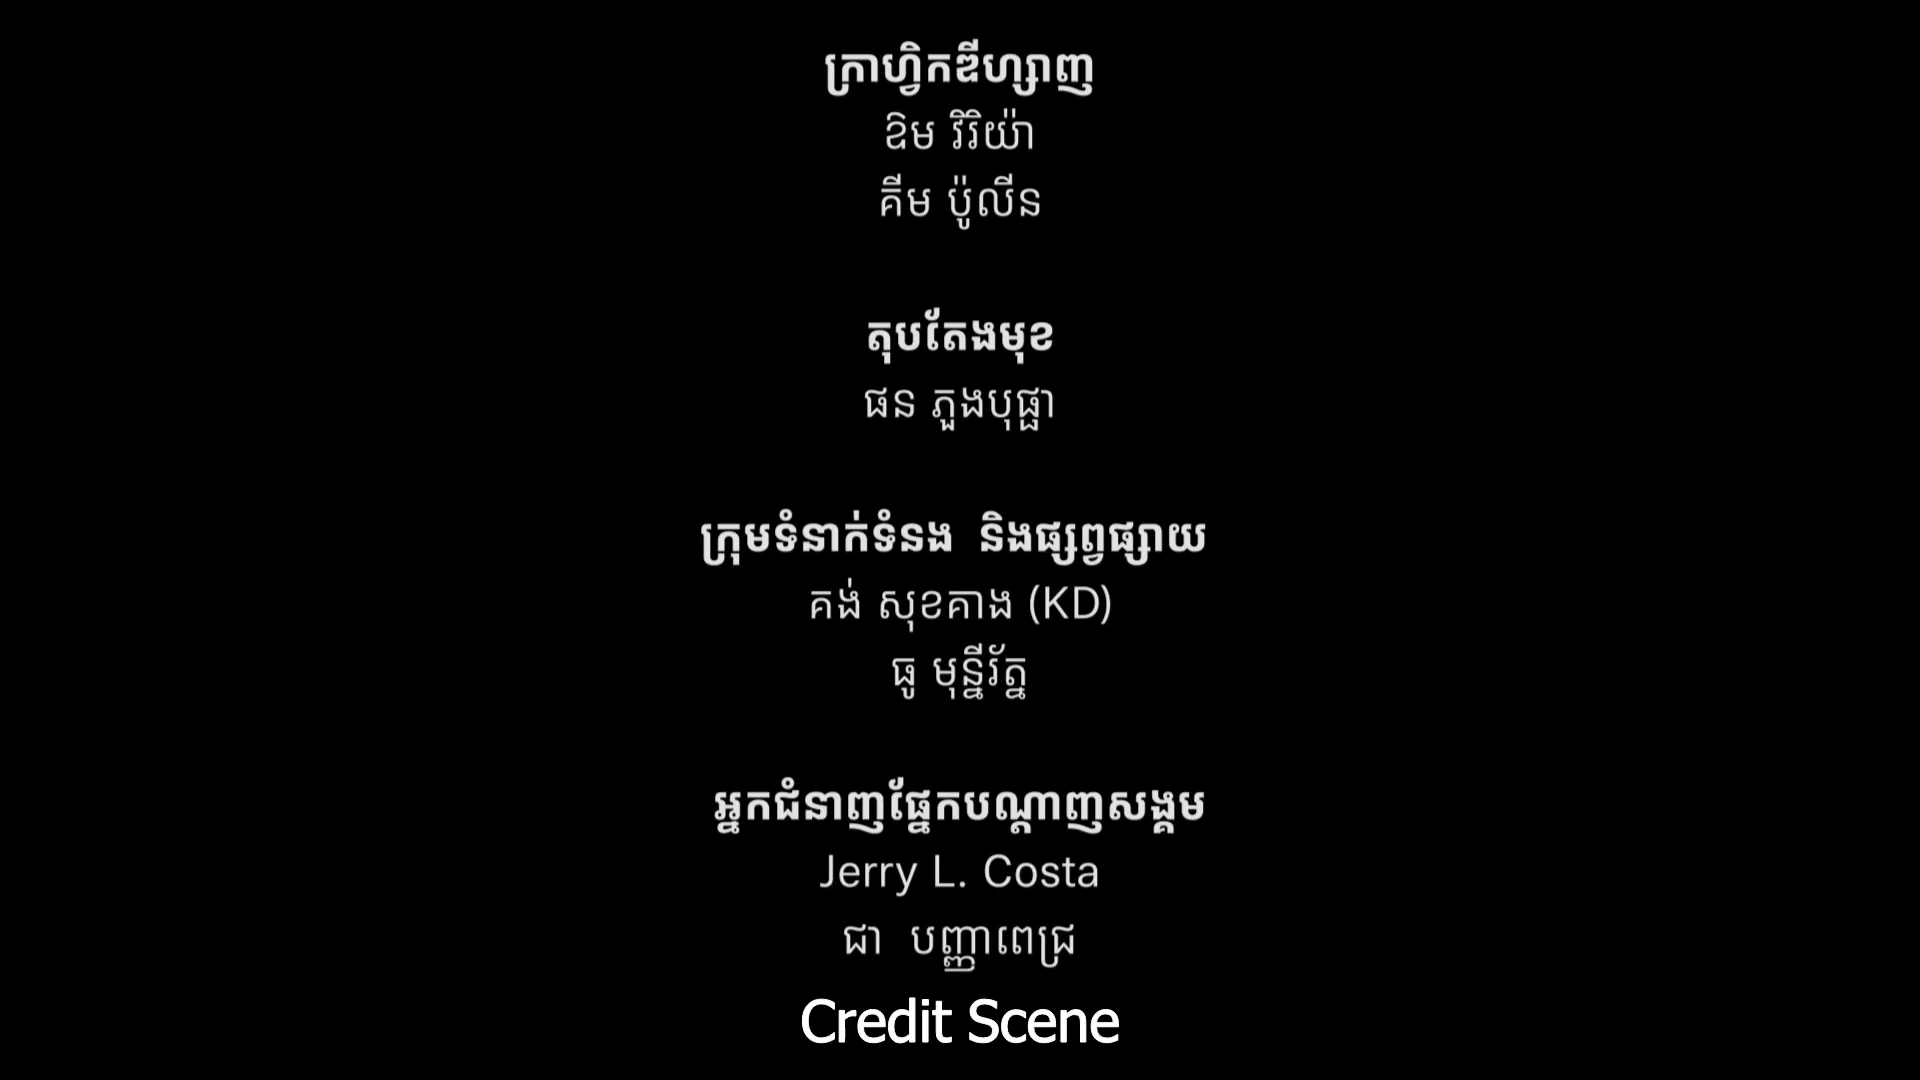 ក្រាហ្វិកឌីហ្សាញ
ឱម វិរិយ៉ា
គីម ប៉ូលីន
តុបតែងមុខ
ផន ភួងបុផ្ផា
ក្រុមទំនាក់ទំនង និងផ្សព្វផ្សាយ
គង់ សុខគាង (KD)
ធូ មុន្នីរ័ត្ន
អ្នកជំនាញផ្នែកបណ្តាញសង្គម
Jerry L. Costa
ជា បញ្ញាពេជ្រ
Credit Scene